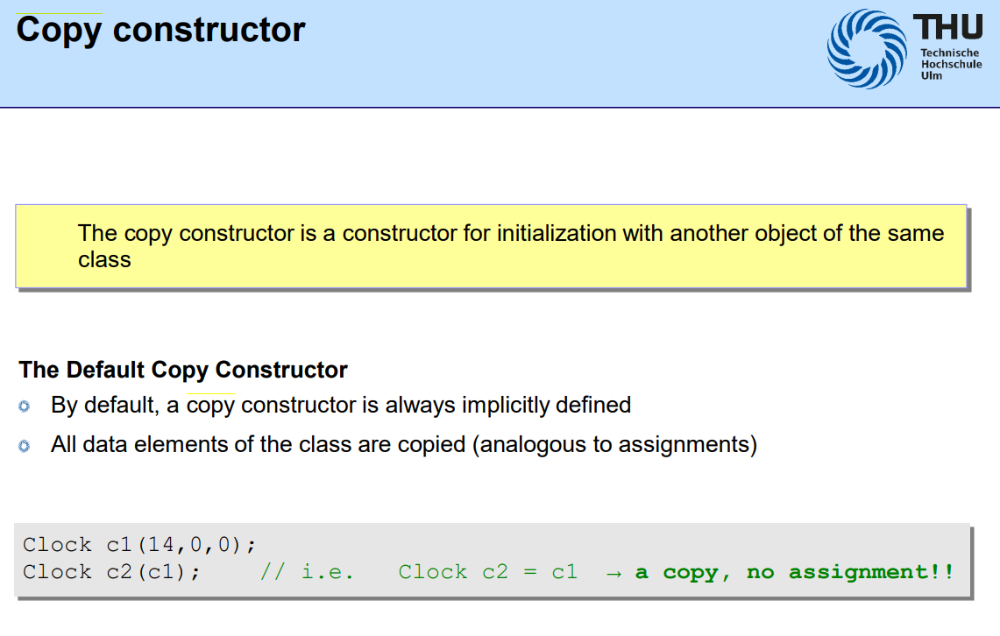 Copy constructor
THU
Technische
Hochschule
Ulm
The copy constructor is a constructor for initialization with another object of the same
class
The Default Copy Constructor
By default, a copy constructor is always implicitly defined
All data elements of the class are copied (analogous to assignments)
Clock c1(14,0,0);
Clock c2(c1);    // i.e.   Clock c2 = c1  → a copy, no assignment!!